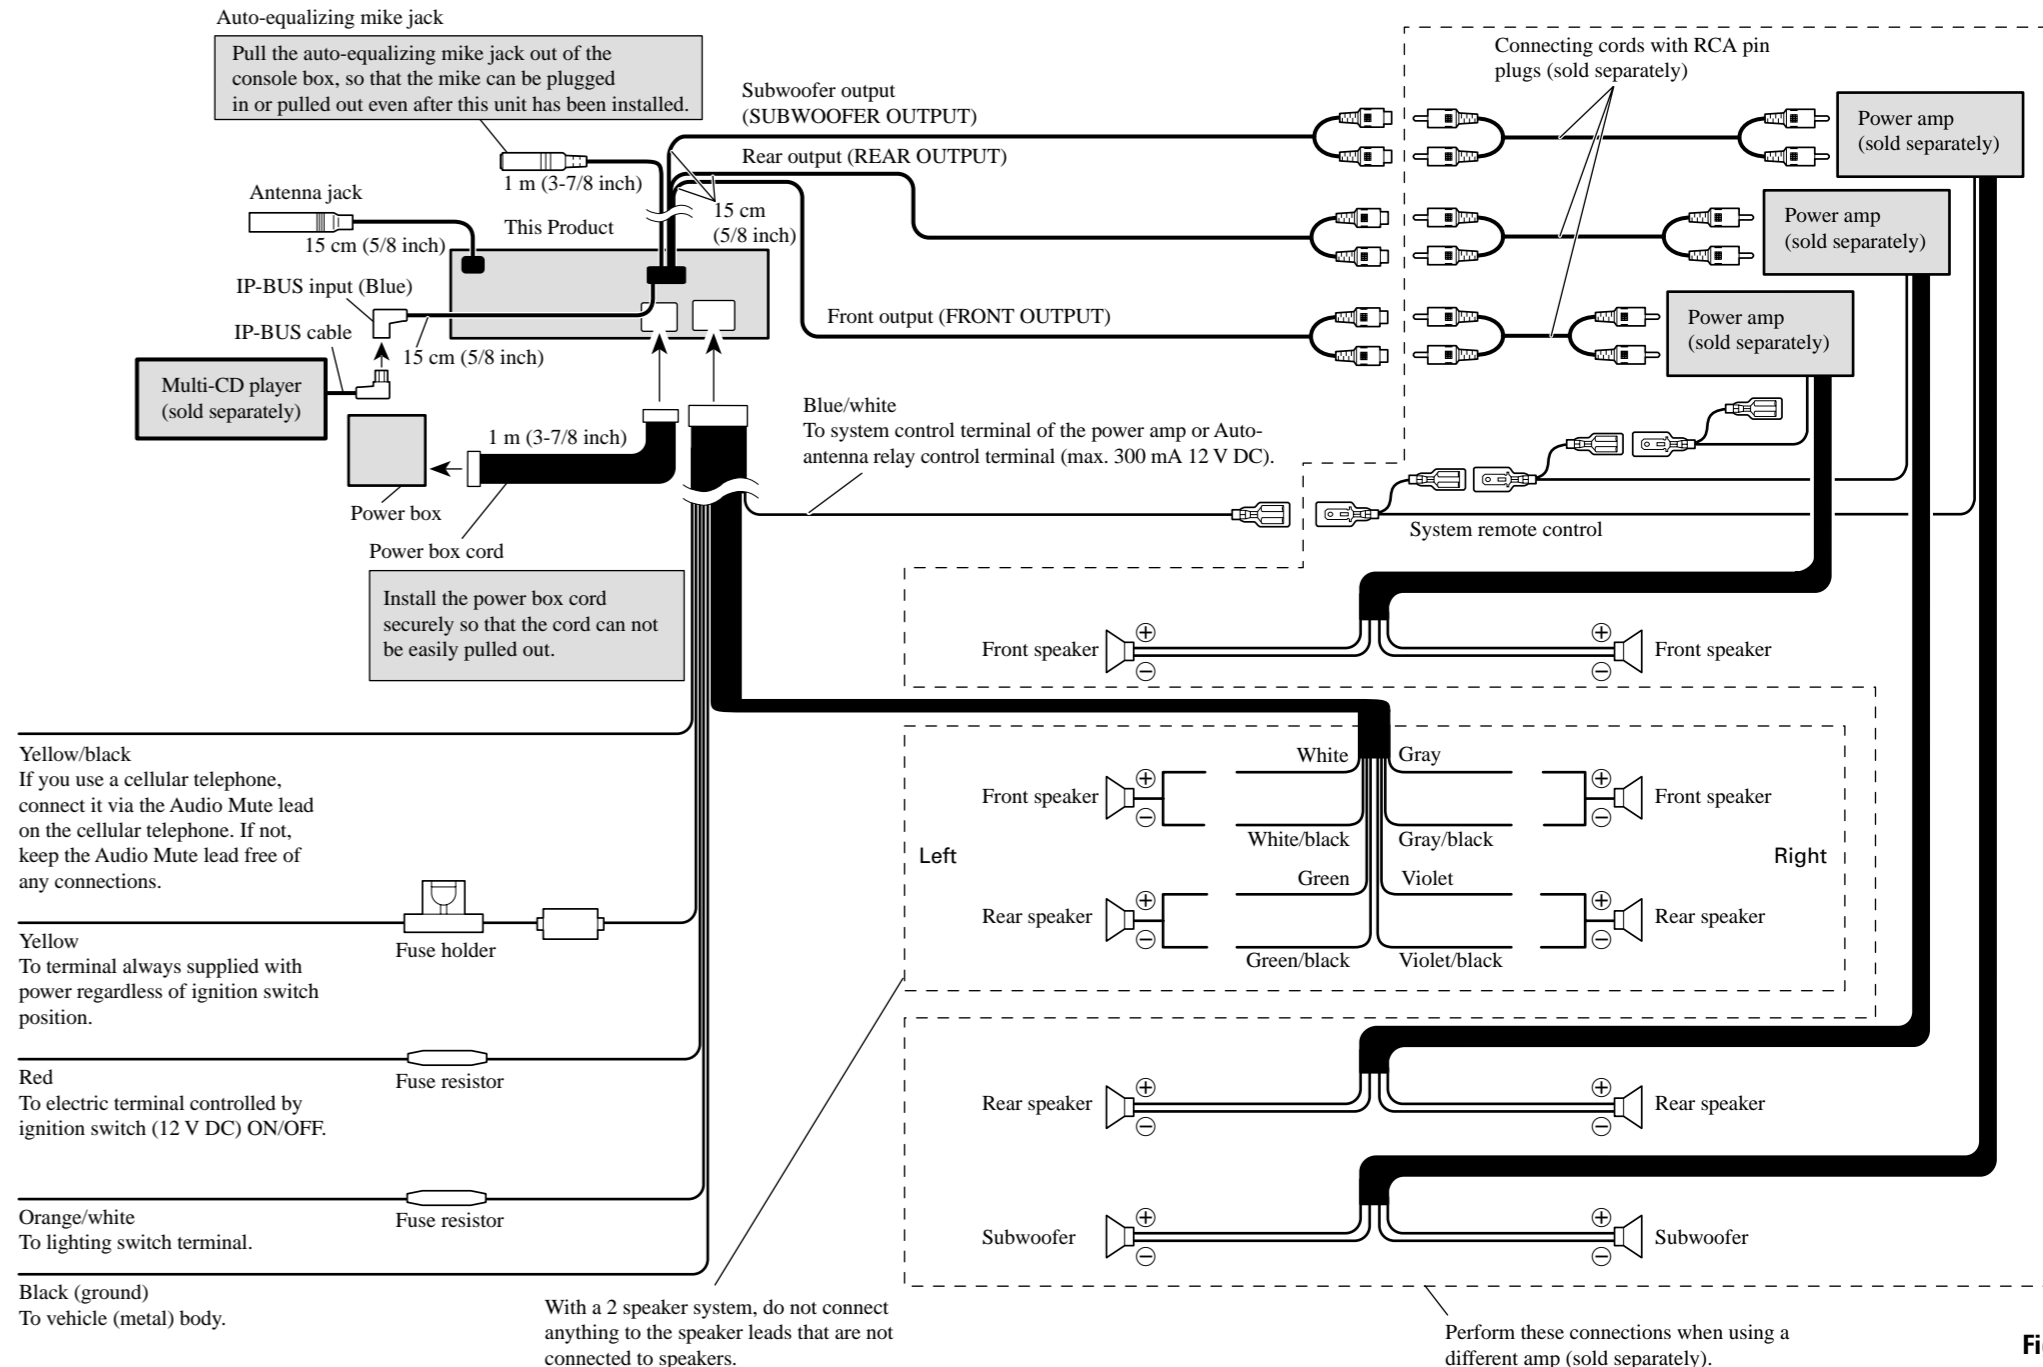 Auto-equalizing mike jack
Pull the auto-equalizing mike jack out of the
console box, so that the mike can be plugged
in or pulled out even after this unit has been installed.
Subwoofer output
(SUBWOOFER OUTPUT)
Connecting cords with RCA pin
plugs (sold separately)
Power amp
(sold separately)
Rear output (REAR OUTPUT)
1 m (3-7/8 inch)
Antenna jack
15 cm
(5/8 inch)
15 cm (5/8 inch)
This Product
Power amp
(sold separately)
IP-BUS input (Blue)
Front output (FRONT OUTPUT)
Power amp
(sold separately)
IP-BUS cable
15 cm (5/8 inch)
Multi-CD player
(sold separately)
1 m (3-7/8 inch)
Blue/white
To system control terminal of the power amp or Auto-
antenna relay control terminal (max. 300 mA 12 V DC).
Power box
System remote control
Power box cord
Install the power box cord
securely so that the cord can not
be easily pulled out.
Front speaker
+
−
+
−
Front speaker
Yellow/black
If you use a cellular telephone,
connect it via the Audio Mute lead
on the cellular telephone. If not,
keep the Audio Mute lead free of
any connections.
White
Gray
Front speaker
+
−
+
−
Front speaker
White/black
Gray/black
Left
Right
Green
Violet
Rear speaker
+
−
+
−
Rear speaker
Green/black
Violet/black
Fuse holder
Yellow
To terminal always supplied with
power regardless of ignition switch
position.
Fuse resistor
Red
To electric terminal controlled by
ignition switch (12 V DC) ON/OFF.
Rear speaker
+
−
+
−
Rear speaker
Fuse resistor
Orange/white
To lighting switch terminal.
Subwoofer
+
−
+
−
Subwoofer
Black (ground)
To vehicle (metal) body.
With a 2 speaker system, do not connect
anything to the speaker leads that are not
connected to speakers.
Perform these connections when using a
different amp (sold separately).
Fi